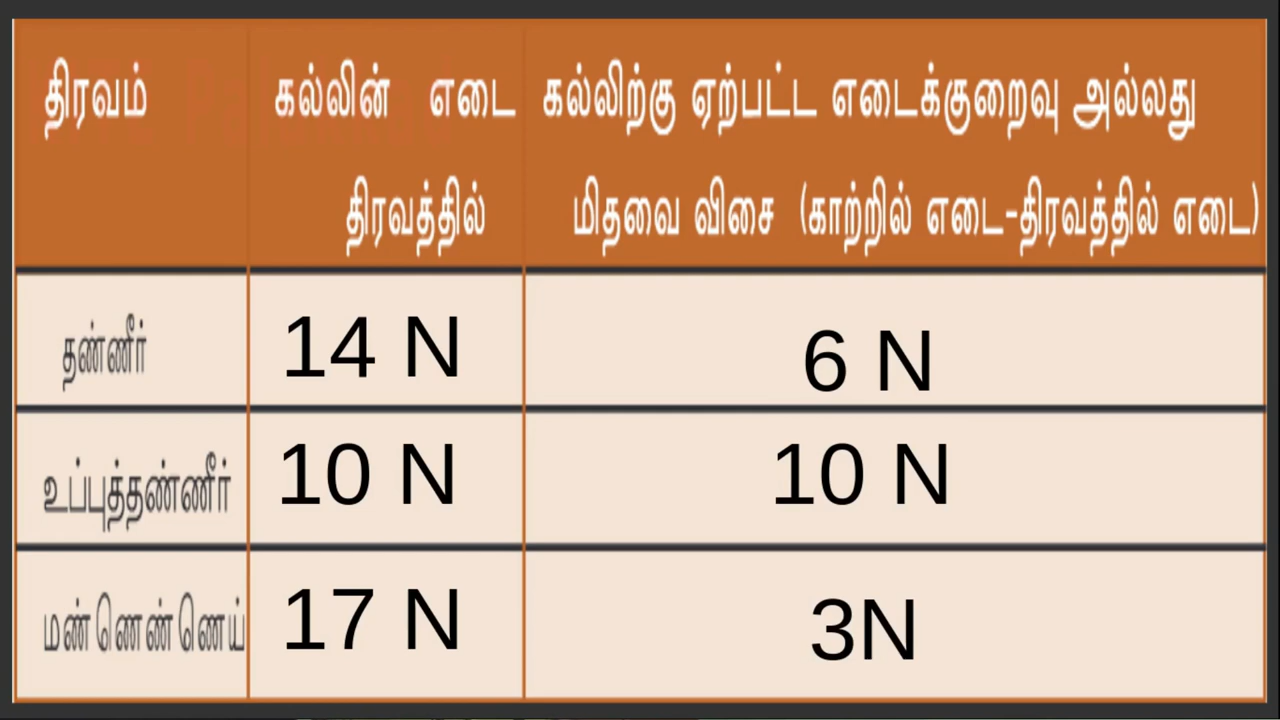 திரவம்
கல்லின் எடை
திரவத்தில்
கல்லிற்கு ஏற்பட்ட எடைக்குறைவு அல்லது
மிதவை விசை (காற்றில் எடை-திரவத்தில் எடை)
தண்ணீர்
14 N
6 N
உப்புத்தண்ணீர்
10 N
10 N
மண்ணெண்ணெய்
17 N
3N